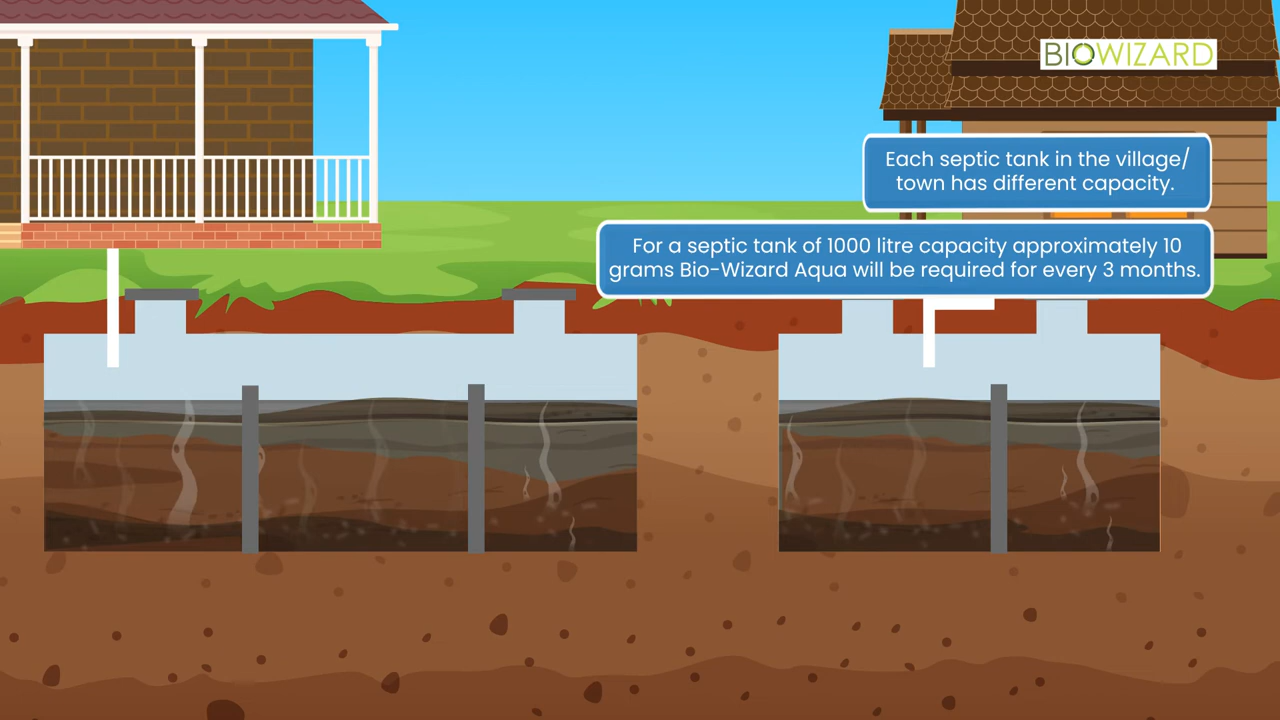 BIOWIZARD
Each septic tank in the village/
town has different capacity.
For a septic tank of 1000 litre capacity approximately 10
grams Bio-Wizard Aqua will be required for every 3 months.